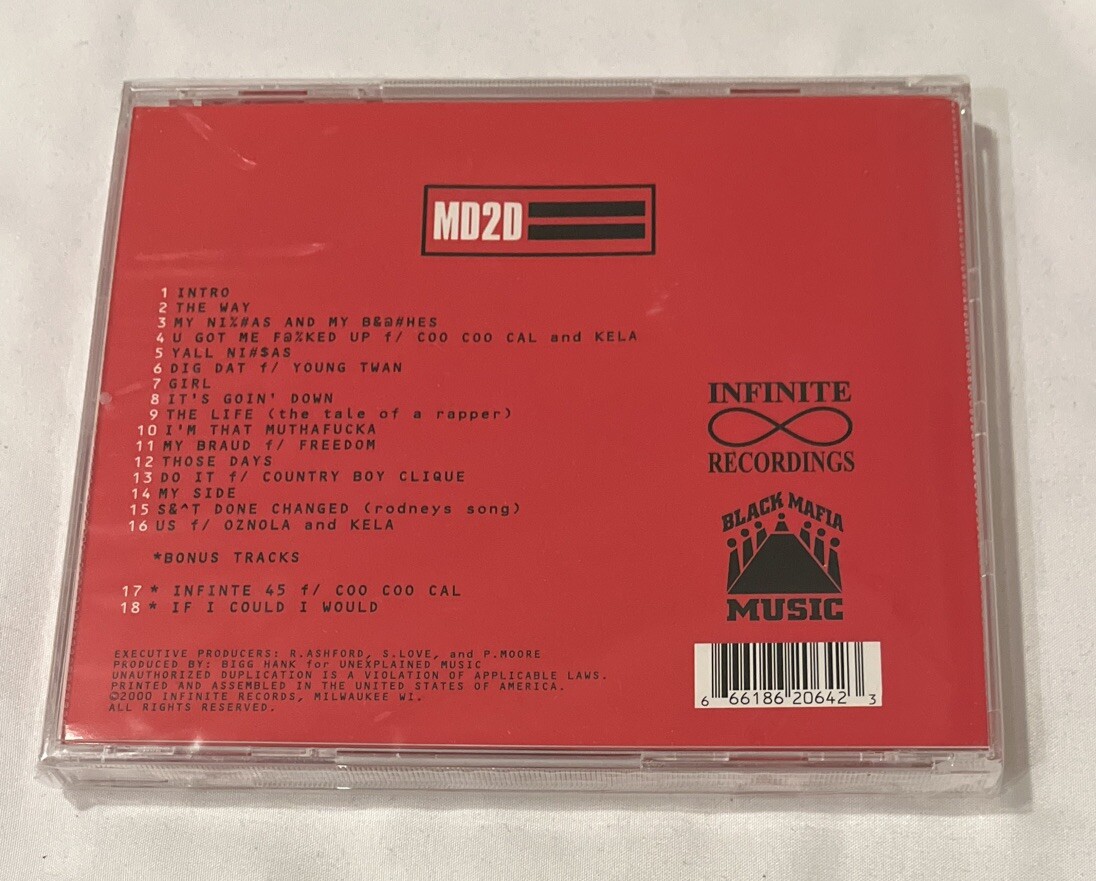 MD2D
1 INTRO
2 THE WAY
3 MY NI%#AS AND MY B&@#HES
4 U GOT ME F@%KED UP f/ COO COO CAL and KELA
5 YALL NI#$AS
6 DIG DAT f/ YOUNG TWAN
7 GIRL
8 IT'S GOIN' DOWN
9 THE LIFE (the tale of a rapper)
10 I'M THAT MUTHAFUCKA
11 MY BRAUD f/ FREEDOM
12 THOSE DAYS
13 DO IT f/ COUNTRY BOY CLIQUE
14 MY SIDE
15 S&^T DONE CHANGED (rodneys song)
16 US f/ OZNOLA and KELA
*BONUS TRACKS
17 * INFINTE 45 f/ COO COO CAL
18 * IF I COULD I WOULD
INFINITE
RECORDINGS
BLACK MAFIA
MUSIC
EXECUTIVE PRODUCERS: R.ASHFORD, S.LOVE, and P.MOORE
PRODUCED BY: BIGG HANK for UNEXPLAINED MUSIC
UNAUTHORIZED DUPLICATION IS A VIOLATION OF APPLICABLE LAWS.
PRINTED AND ASSEMBLED IN THE UNITED STATES OF AMERICA.
©2000 INFINITE RECORDS, MILWAUKEE WI.
ALL RIGHTS RESERVED.
6 66186 20642 3